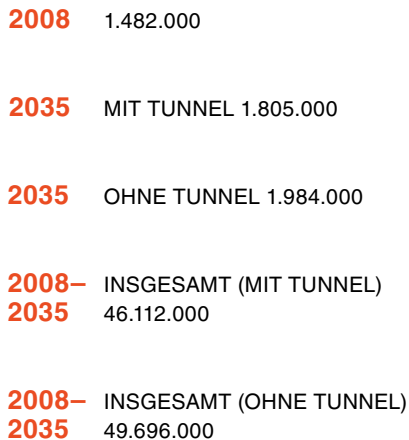 2008 1.482.000
2035 MIT TUNNEL 1.805.000
2035 OHNE TUNNEL 1.984.000
2008– INSGESAMT (MIT TUNNEL)
2035 46.112.000
2008– INSGESAMT (OHNE TUNNEL)
2035 49.696.000